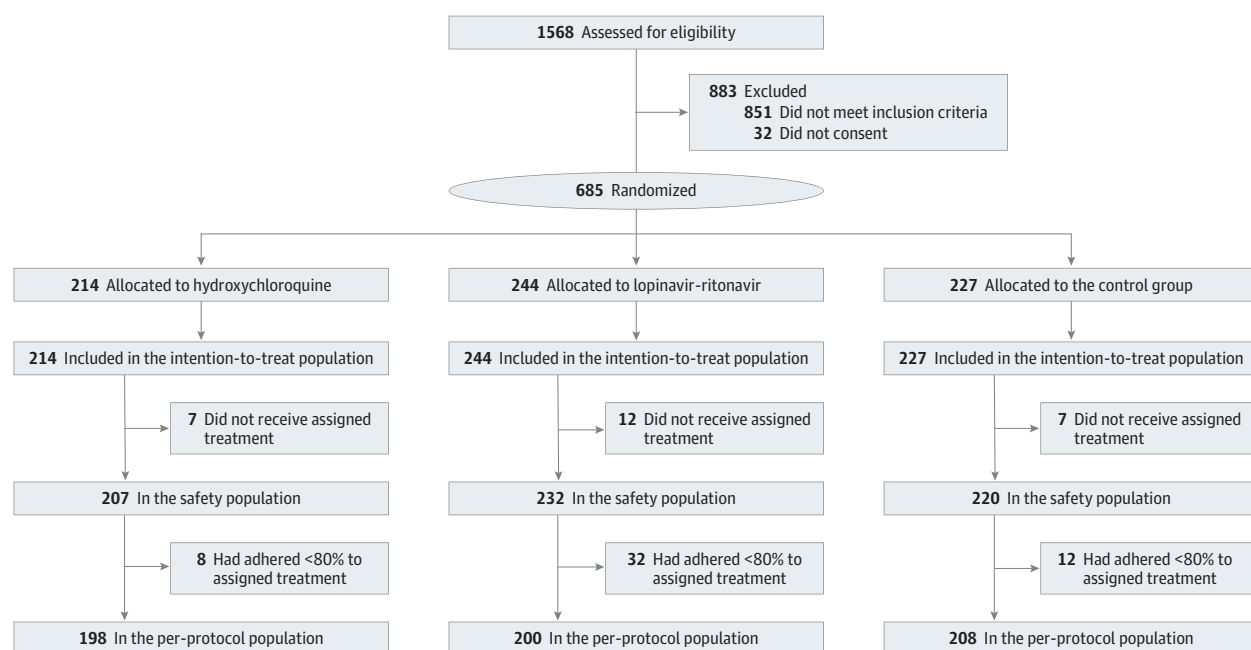 1568 Assessed for eligibility
883 Excluded
851 Did not meet inclusion criteria
32 Did not consent
685 Randomized
214 Allocated to hydroxychloroquine
244 Allocated to lopinavir-ritonavir
227 Allocated to the control group
214 Included in the intention-to-treat population
244 Included in the intention-to-treat population
227 Included in the intention-to-treat population
7 Did not receive assigned
treatment
12 Did not receive assigned
treatment
7 Did not receive assigned
treatment
207 In the safety population
232 In the safety population
220 In the safety population
8 Had adhered <80% to
assigned treatment
32 Had adhered <80% to
assigned treatment
12 Had adhered <80% to
assigned treatment
198 In the per-protocol population
200 In the per-protocol population
208 In the per-protocol population